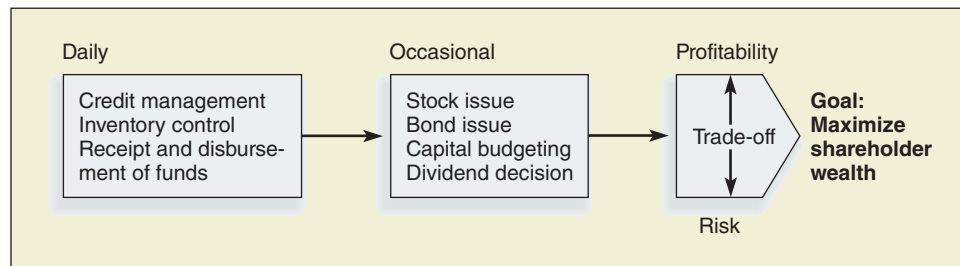 Daily
Credit management
Inventory control
Receipt and disburse-
ment of funds
Occasional
Stock issue
Bond issue
Capital budgeting
Dividend decision
Profitability
Trade-off
Risk
Goal:
Maximize
shareholder
wealth